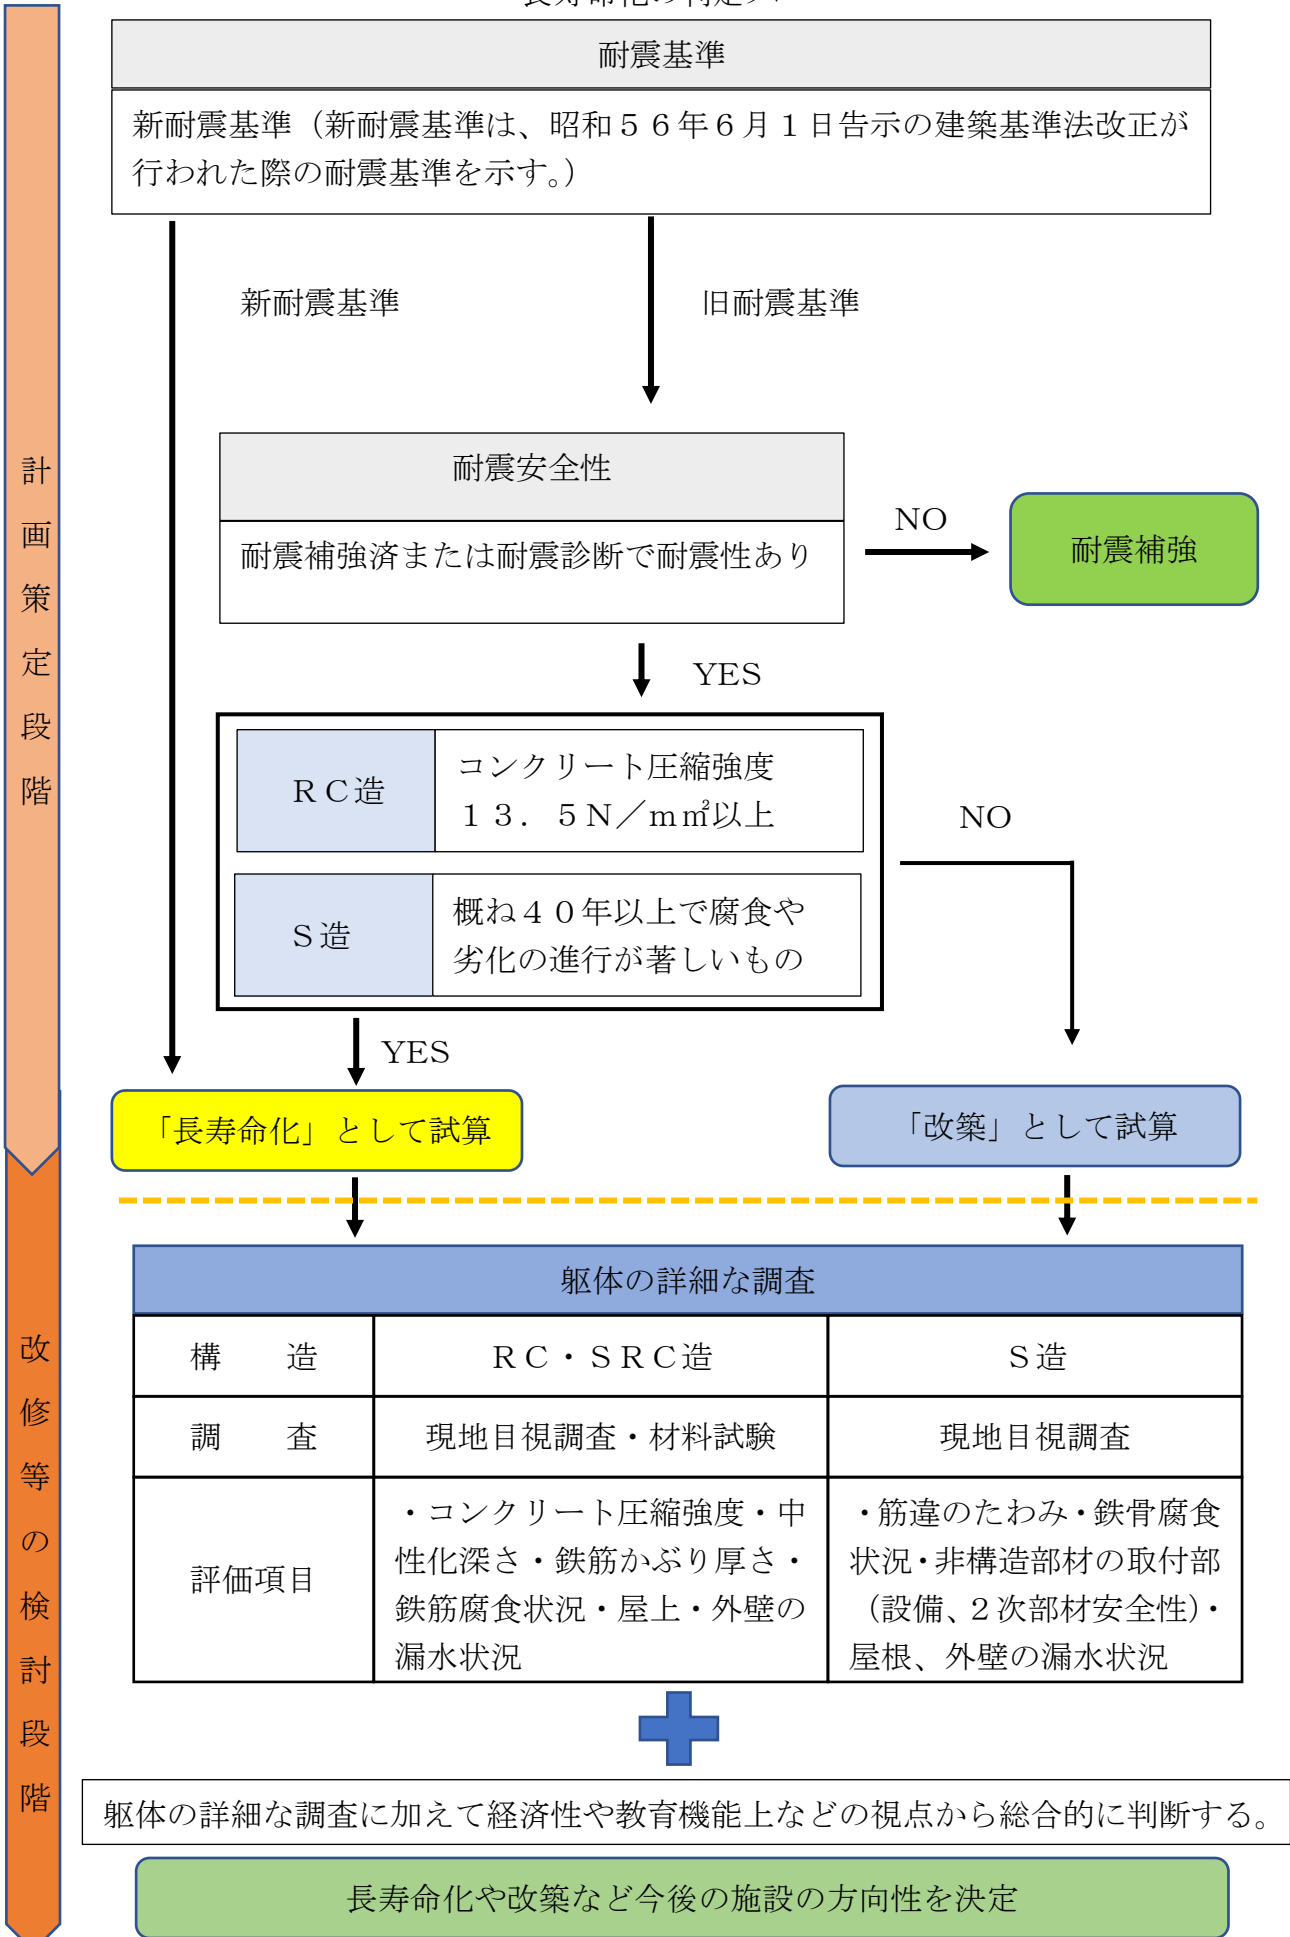 耐震基準
新耐震基準（新耐震基準は、昭和５６年６月１日告示の建築基準法改正が
行われた際の耐震基準を示す。）
新耐震基準
旧耐震基準
耐震安全性
耐震補強済または耐震診断で耐震性あり
NO
耐震補強
YES
ＲＣ造
コンクリート圧縮強度
１３．５Ｎ／ｍ㎡以上
NO
Ｓ造
概ね４０年以上で腐食や
劣化の進行が著しいもの
YES
「長寿命化」として試算
「改築」として試算
計画策定段階
躯体の詳細な調査
構　　造
ＲＣ・ＳＲＣ造
Ｓ造
調　　査
現地目視調査・材料試験
現地目視調査
評価項目
・コンクリート圧縮強度・中
性化深さ・鉄筋かぶり厚さ・
鉄筋腐食状況・屋上・外壁の
漏水状況
・筋違のたわみ・鉄骨腐食
状況・非構造部材の取付部
（設備、２次部材安全性）・
屋根、外壁の漏水状況
躯体の詳細な調査に加えて経済性や教育機能上などの視点から総合的に判断する。
長寿命化や改築など今後の施設の方向性を決定
改修等の検討段階